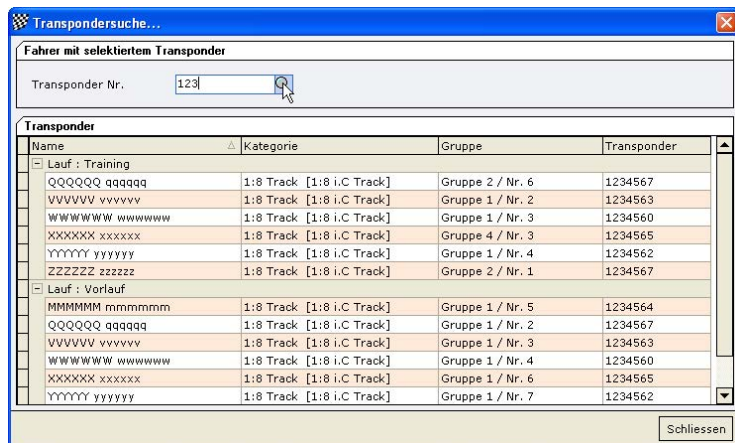 Transpondersuche...
Fahrer mit selektiertem Transponder
Transponder Nr. 123
Transponder
Name Kategorie Gruppe Transponder
Lauf : Training
QQQQQQ qqqqqq 1:8 Track [1:8 i.C Track] Gruppe 2 / Nr. 6 1234567
VVVVVV vvvvvv 1:8 Track [1:8 i.C Track] Gruppe 1 / Nr. 2 1234563
WWWWWW wwwwww 1:8 Track [1:8 i.C Track] Gruppe 1 / Nr. 3 1234560
XXXXXX xxxxxx 1:8 Track [1:8 i.C Track] Gruppe 4 / Nr. 3 1234565
YYYYYY yyyyyy 1:8 Track [1:8 i.C Track] Gruppe 1 / Nr. 4 1234562
ZZZZZZ zzzzzz 1:8 Track [1:8 i.C Track] Gruppe 2 / Nr. 1 1234567
Lauf : Vorlauf
MMMMMM mmmmmm 1:8 Track [1:8 i.C Track] Gruppe 1 / Nr. 5 1234564
QQQQQQ qqqqqq 1:8 Track [1:8 i.C Track] Gruppe 1 / Nr. 2 1234567
VVVVVV vvvvvv 1:8 Track [1:8 i.C Track] Gruppe 1 / Nr. 3 1234563
WWWWWW wwwwww 1:8 Track [1:8 i.C Track] Gruppe 1 / Nr. 4 1234560
XXXXXX xxxxxx 1:8 Track [1:8 i.C Track] Gruppe 1 / Nr. 6 1234565
YYYYYY yyyyyy 1:8 Track [1:8 i.C Track] Gruppe 1 / Nr. 7 1234562
Schliessen